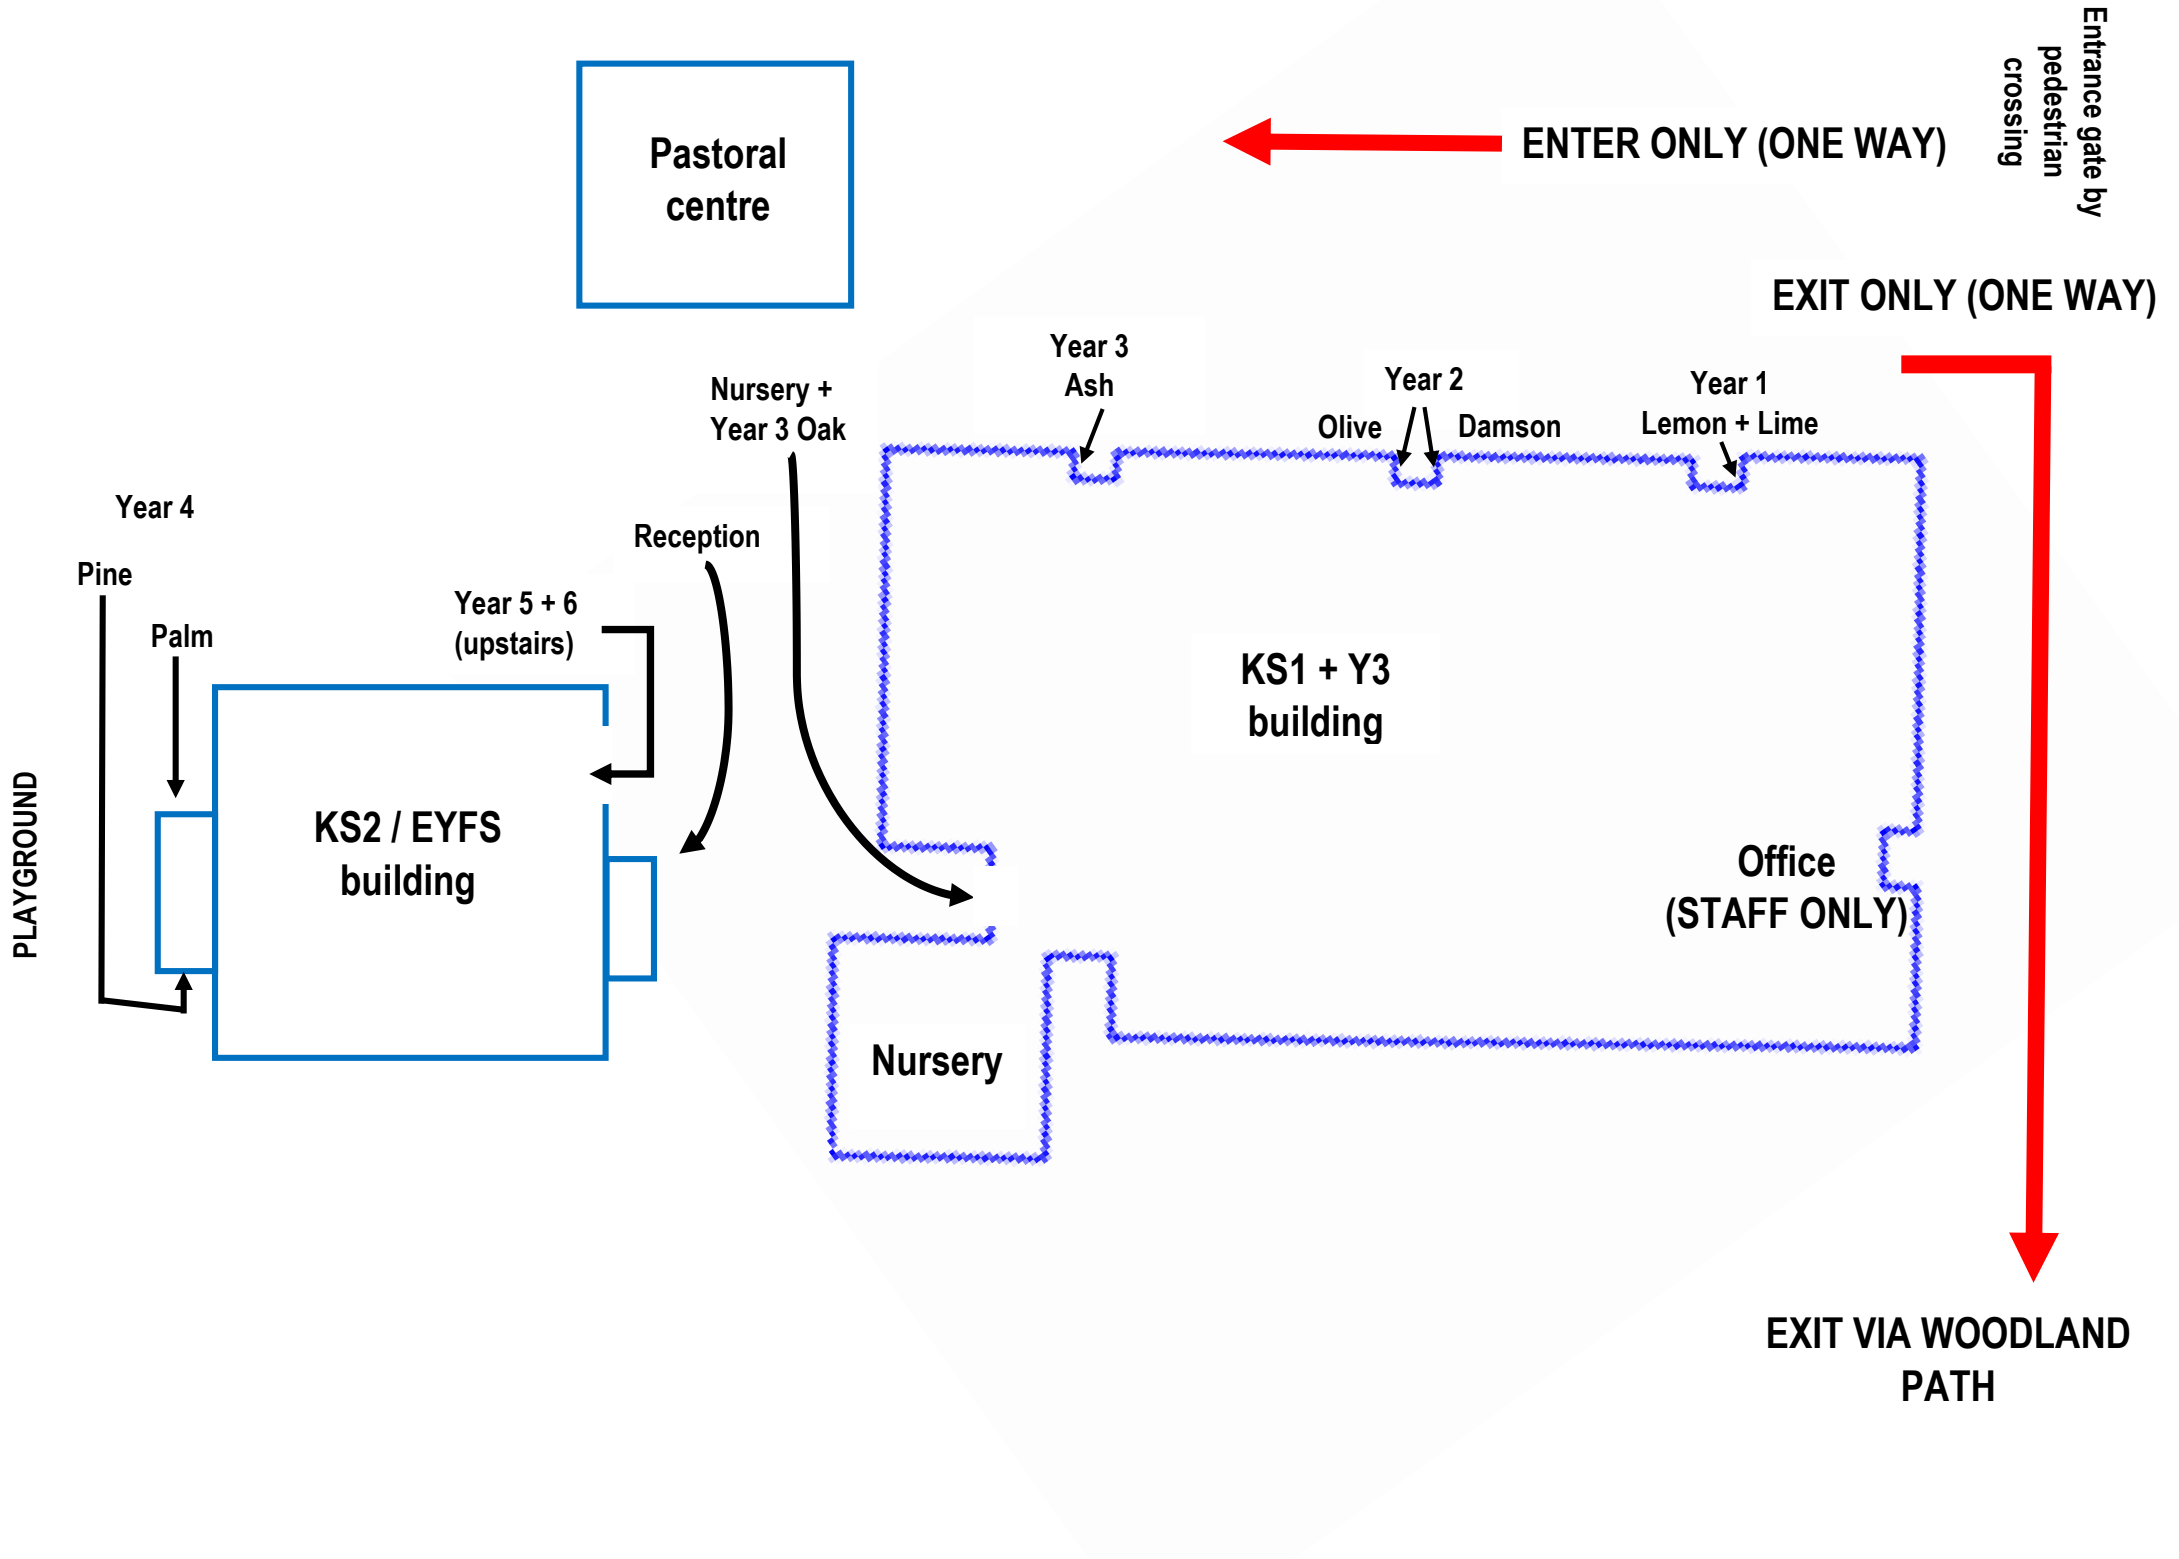 Entrance gate by
pedestrian
crossing
Pastoral
centre
ENTER ONLY (ONE WAY)
EXIT ONLY (ONE WAY)
Year 3
Ash
Year 2
Olive
Damson
Year 1
Lemon + Lime
Nursery +
Year 3 Oak
Reception
Year 4
Pine
Palm
Year 5 + 6
(upstairs)
KS1 + Y3
building
PLAYGROUND
KS2 / EYFS
building
Office
(STAFF ONLY)
Nursery
EXIT VIA WOODLAND
PATH